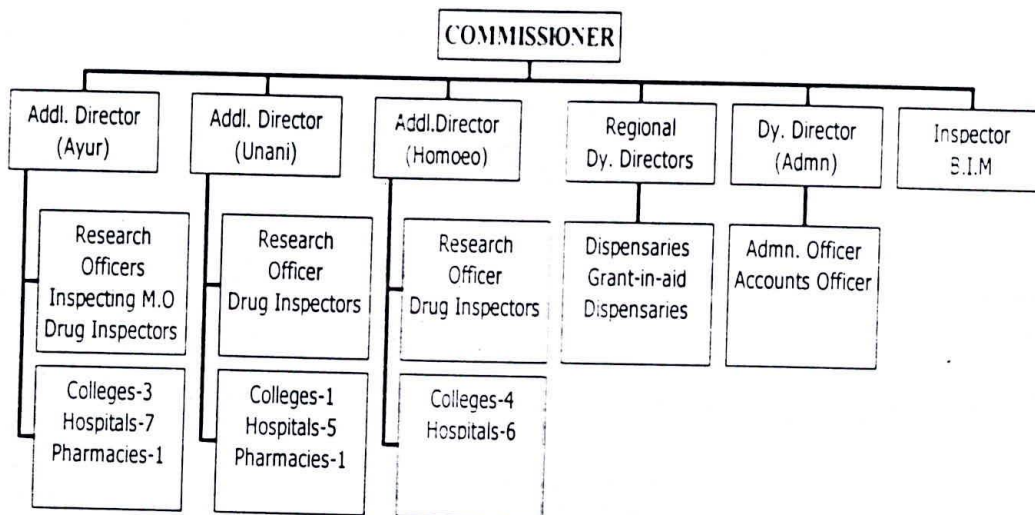 COMMISSIONER
Addl. Director
(Ayur)
Addl. Director
(Unani)
Addl.Director
(Homoeo)
Regional
Dy. Directors
Dy. Director
(Admn)
Inspector
B.I.M
Research
Officers
Inspecting M.O
Drug Inspectors
Research
Officer
Drug Inspectors
Research
Officer
Drug Inspectors
Dispensaries
Grant-in-aid
Dispensaries
Admn. Officer
Accounts Officer
Colleges-3
Hospitals-7
Pharmacies-1
Colleges-1
Hospitals-5
Pharmacies-1
Colleges-4
Hospitals-6